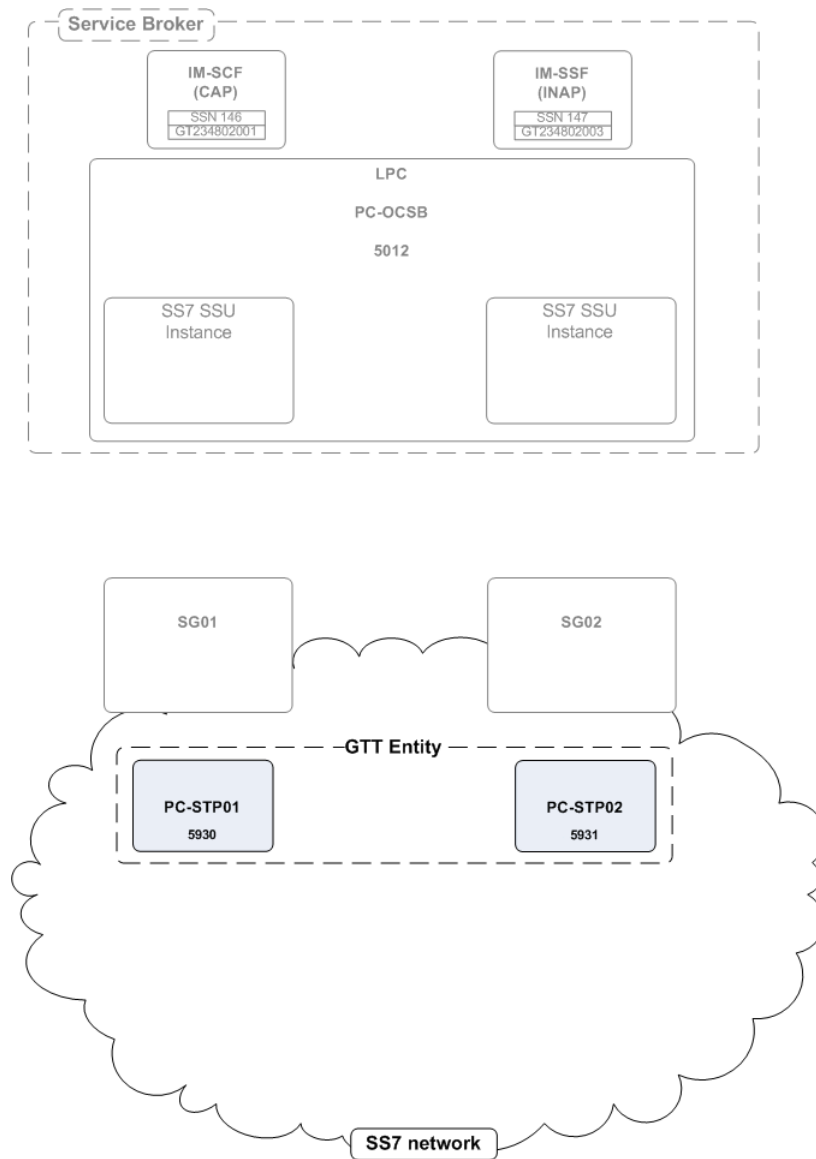 Service Broker
IM-SCF
(CAP)
SSN 146
GT234802001
IM-SSF
(INAP)
SSN 147
GT234802003
LPC
PC-OCSB
5012
SS7 SSU
Instance
SS7 SSU
Instance
SG01
SG02
GTT Entity
PC-STP01
5930
PC-STP02
5931
SS7 network